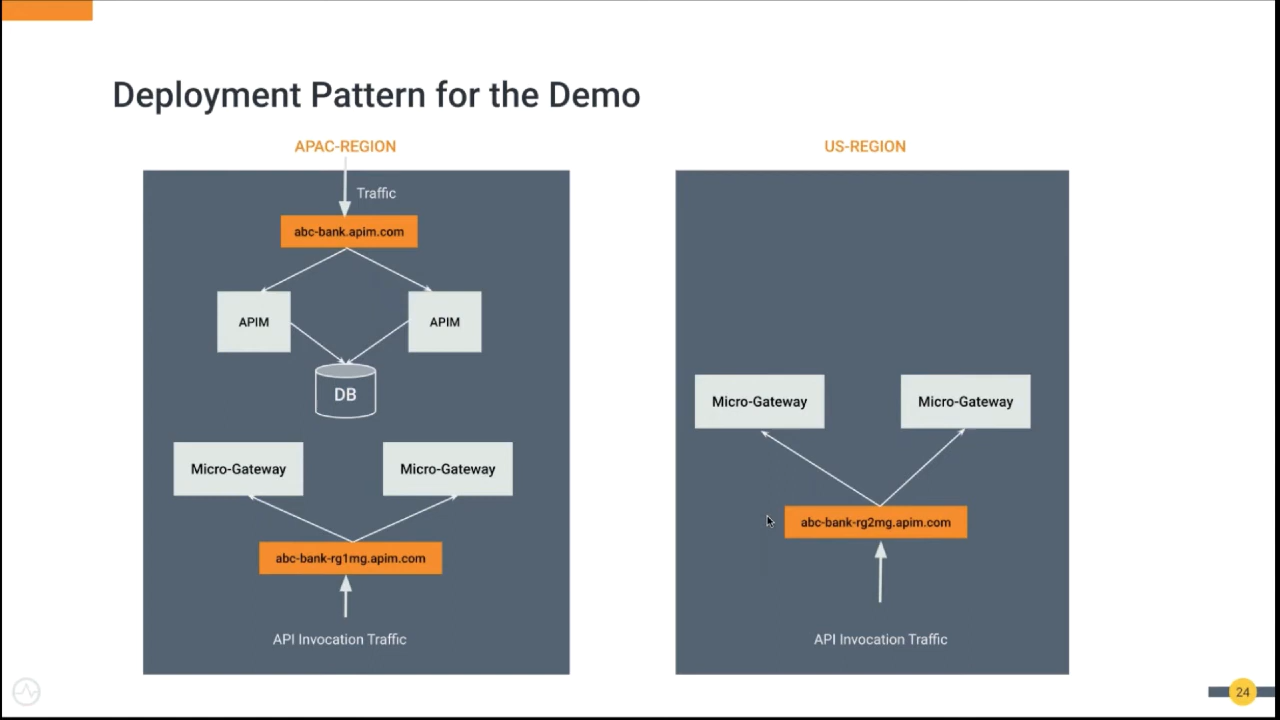 Deployment Pattern for the Demo
APAC-REGION
Traffic
abc-bank.apim.com
APIM
APIM
DB
Micro-Gateway
Micro-Gateway
abc-bank-rg1mg.apim.com
API Invocation Traffic
US-REGION
Micro-Gateway
Micro-Gateway
abc-bank-rg2mg.apim.com
API Invocation Traffic
24